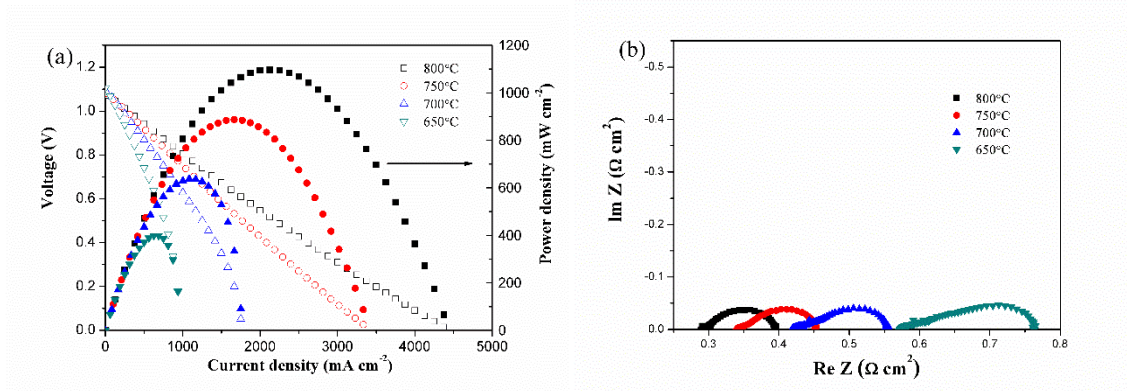 (a)
800°C
750°C
700°C
650°C
Voltage (V)
0.0
0.2
0.4
0.6
0.8
1.0
1.2
0
1000
2000
3000
4000
5000
Current density (mA cm-2)
0
200
400
600
800
1000
1200
Power density (mW cm-2)
(b)
800°C
750°C
700°C
650°C
Im Z (Ω cm2)
-0.5
-0.4
-0.3
-0.2
-0.1
0.0
0.3
0.4
0.5
0.6
0.7
0.8
Re Z (Ω cm2)